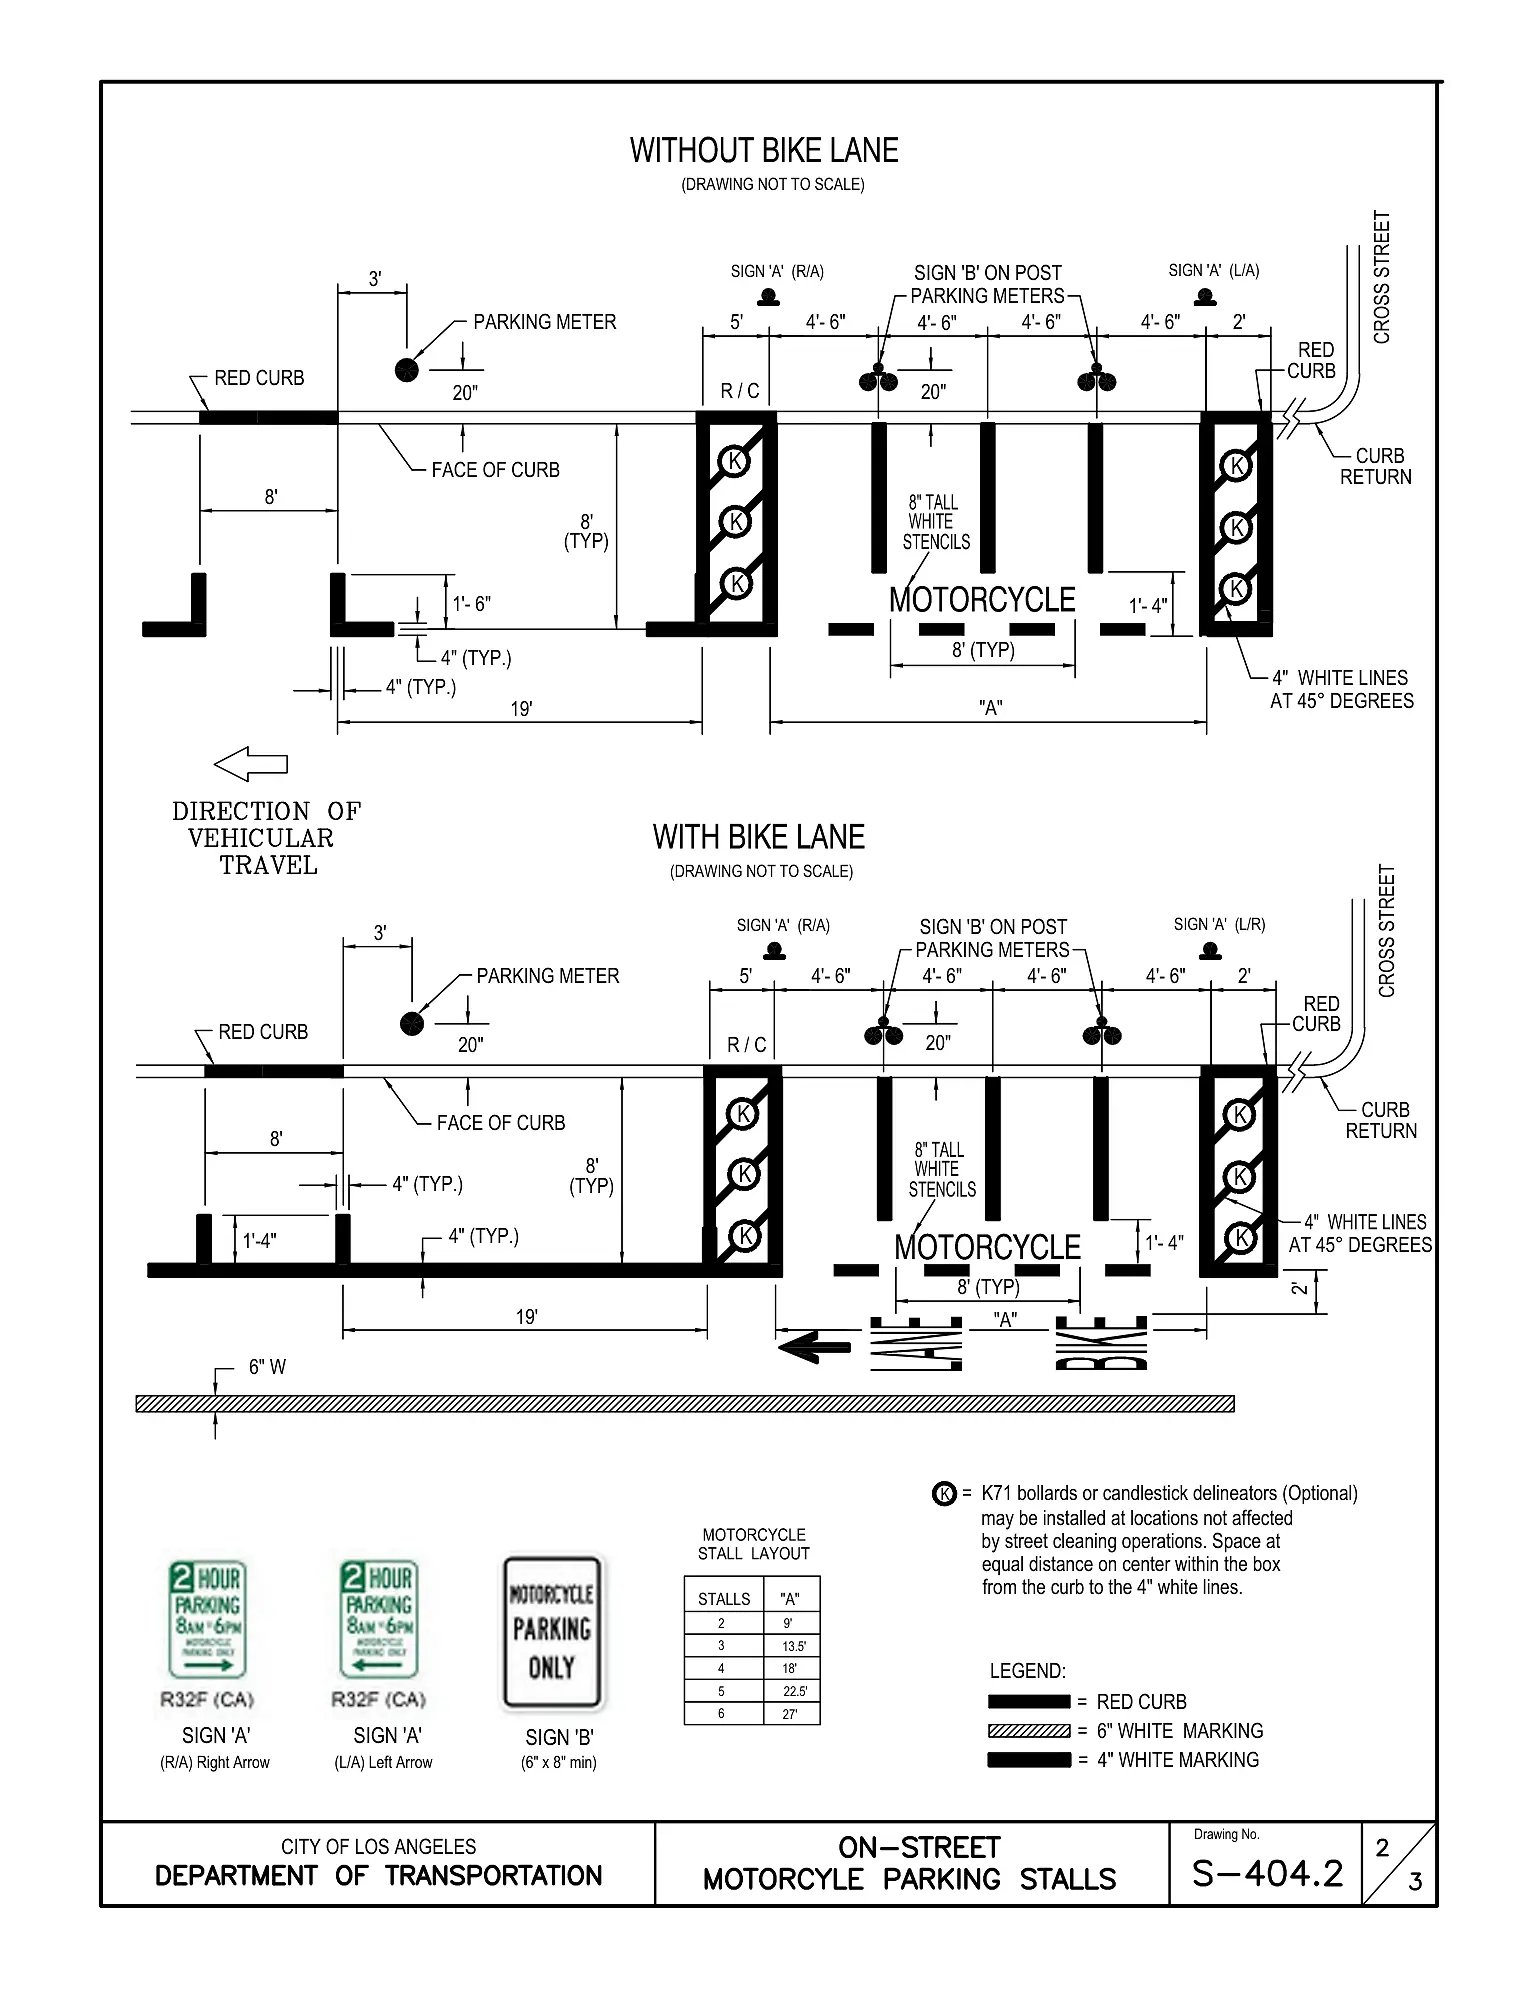 WITHOUT BIKE LANE
(DRAWING NOT TO SCALE)
CROSS STREET
SIGN 'A' (R/A)
SIGN 'B' ON POST
PARKING METERS
SIGN 'A' (L/A)
3'
PARKING METER
5'
4'- 6"
4'- 6"
4'- 6"
4'- 6"
2'
RED
CURB
RED CURB
20"
R / C
20"
FACE OF CURB
CURB
RETURN
K
K
K
K
K
K
8'
8'
(TYP)
8" TALL
WHITE
STENCILS
MOTORCYCLE
1'- 6"
1'- 4"
4" (TYP.)
4" (TYP.)
8' (TYP)
4" WHITE LINES
AT 45° DEGREES
19'
"A"
DIRECTION OF
VEHICULAR
TRAVEL
WITH BIKE LANE
(DRAWING NOT TO SCALE)
CROSS STREET
SIGN 'A' (R/A)
SIGN 'B' ON POST
PARKING METERS
SIGN 'A' (L/R)
3'
PARKING METER
5'
4'- 6"
4'- 6"
4'- 6"
4'- 6"
2'
RED
CURB
RED CURB
20"
R / C
20"
FACE OF CURB
CURB
RETURN
K
K
K
K
K
K
8'
8'
(TYP)
8" TALL
WHITE
STENCILS
4" (TYP.)
1'-4"
4" (TYP.)
MOTORCYCLE
1'- 4"
4" WHITE LINES
AT 45° DEGREES
8' (TYP)
2'
19'
"A"
LANE
BIKE
6" W
K = K71 bollards or candlestick delineators (Optional)
may be installed at locations not affected
by street cleaning operations. Space at
equal distance on center within the box
from the curb to the 4" white lines.
2 HOUR
PARKING
8AM TO 6PM
MOTORCYCLE
PARKING ONLY
R32F (CA)
SIGN 'A'
(R/A) Right Arrow
2 HOUR
PARKING
8AM TO 6PM
MOTORCYCLE
PARKING ONLY
R32F (CA)
SIGN 'A'
(L/A) Left Arrow
MOTORCYCLE
PARKING
ONLY
SIGN 'B'
(6" x 8" min)
MOTORCYCLE
STALL LAYOUT
STALLS "A"
2 9'
3 13.5'
4 18'
5 22.5'
6 27'
LEGEND:
= RED CURB
= 6" WHITE MARKING
= 4" WHITE MARKING
CITY OF LOS ANGELES
DEPARTMENT OF TRANSPORTATION
ON-STREET
MOTORCYLE PARKING STALLS
Drawing No.
S-404.2
2/3